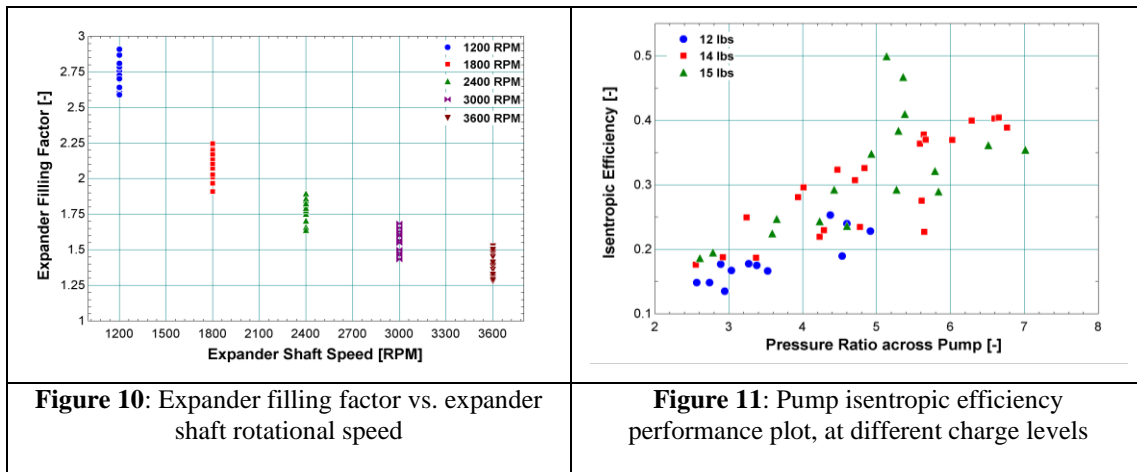 3
2.75
2.5
2.25
2
1.75
1.5
1.25
1
Expander Filling Factor [-]
1200 RPM
1800 RPM
2400 RPM
3000 RPM
3600 RPM
1200 1500 1800 2100 2400 2700 3000 3300 3600
Expander Shaft Speed [RPM]
0.5
0.4
0.3
0.2
0.1
Isentropic Efficiency [-]
12 lbs
14 lbs
15 lbs
2 3 4 5 6 7 8
Pressure Ratio across Pump [-]
Figure 10: Expander filling factor vs. expander
shaft rotational speed
Figure 11: Pump isentropic efficiency
performance plot, at different charge levels